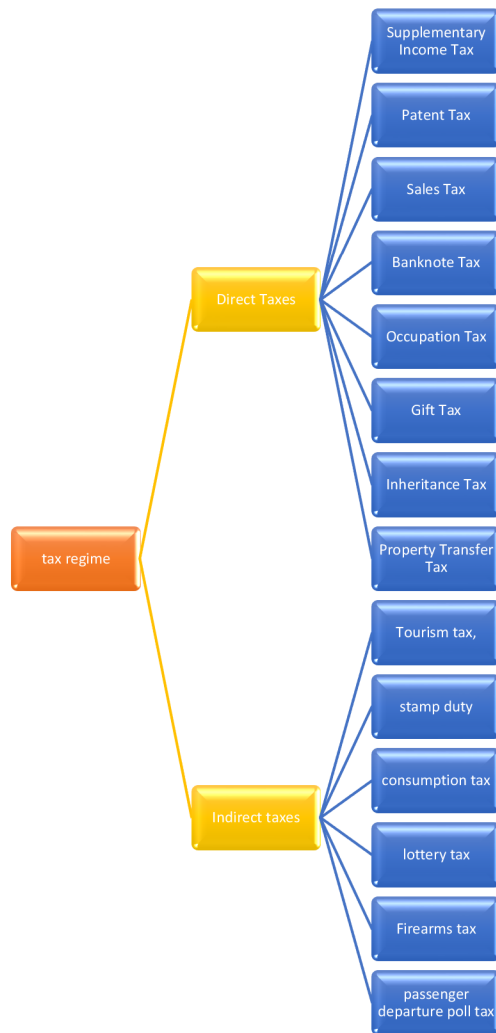 tax regime
Direct Taxes
Supplementary
Income Tax
Patent Tax
Sales Tax
Banknote Tax
Occupation Tax
Gift Tax
Inheritance Tax
Property Transfer
Tax
Indirect taxes
Tourism tax,
stamp duty
consumption tax
lottery tax
Firearms tax
passenger
departure poll tax